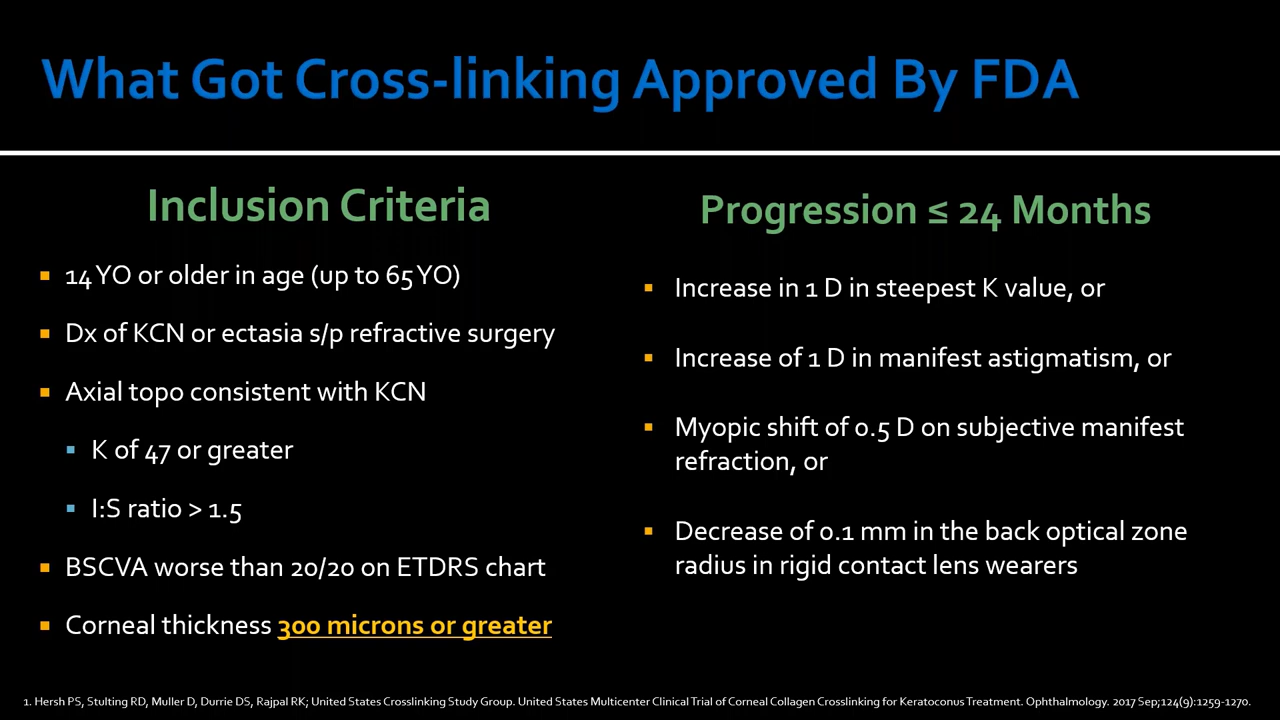 What Got Cross-linking Approved By FDA
Inclusion Criteria
▪ 14 YO or older in age (up to 65 YO)
▪ Dx of KCN or ectasia s/p refractive surgery
▪ Axial topo consistent with KCN
▪ K of 47 or greater
▪ I:S ratio > 1.5
▪ BSCVA worse than 20/20 on ETDRS chart
▪ Corneal thickness 300 microns or greater
Progression ≤ 24 Months
▪ Increase in 1 D in steepest K value, or
▪ Increase of 1 D in manifest astigmatism, or
▪ Myopic shift of 0.5 D on subjective manifest
refraction, or
▪ Decrease of 0.1 mm in the back optical zone
radius in rigid contact lens wearers
1. Hersh PS, Stulting RD, Muller D, Durrie DS, Rajpal RK; United States Crosslinking Study Group. United States Multicenter Clinical Trial of Corneal Collagen Crosslinking for Keratoconus Treatment. Ophthalmology. 2017 Sep;124(9):1259-1270.